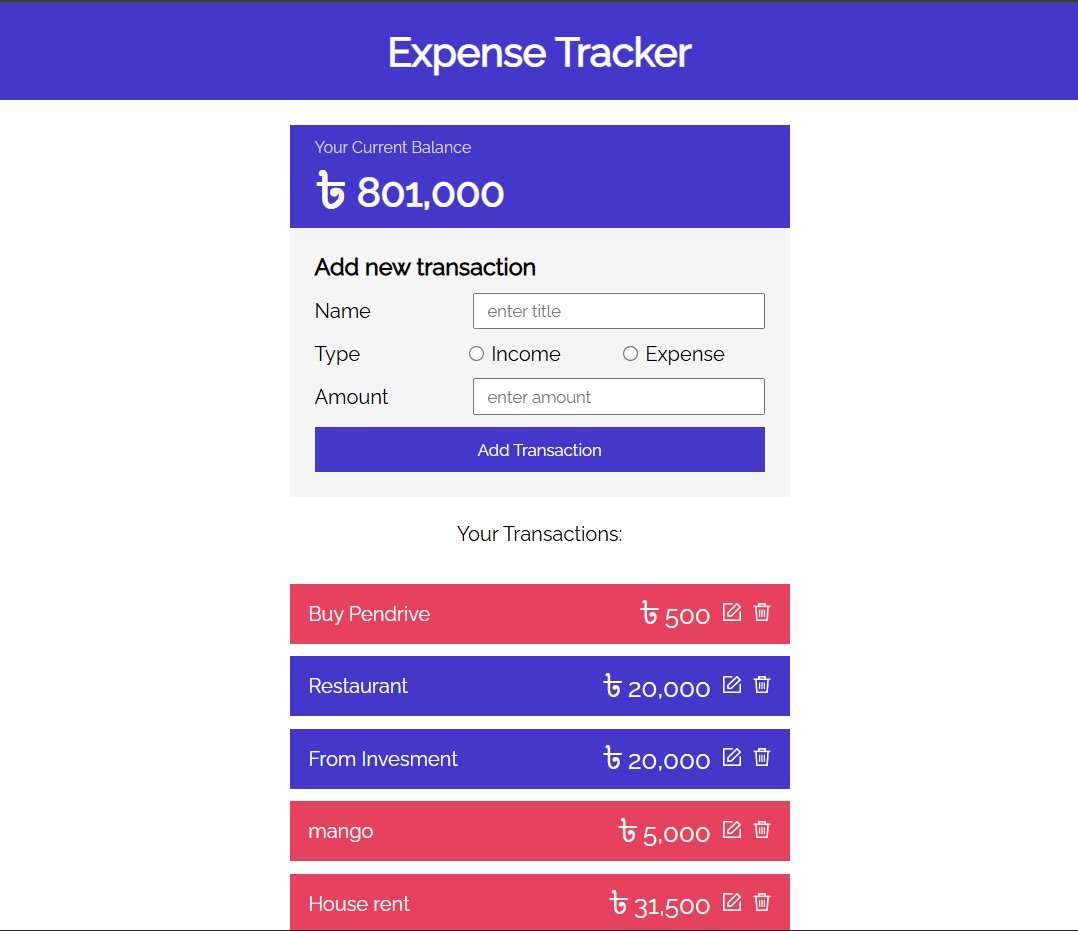 Expense Tracker
Your Current Balance
৳ 801,000
Add new transaction
Name enter title
Type Income Expense
Amount enter amount
Add Transaction
Your Transactions:
Buy Pendrive ৳ 500
Restaurant ৳ 20,000
From Invesment ৳ 20,000
mango ৳ 5,000
House rent ৳ 31,500